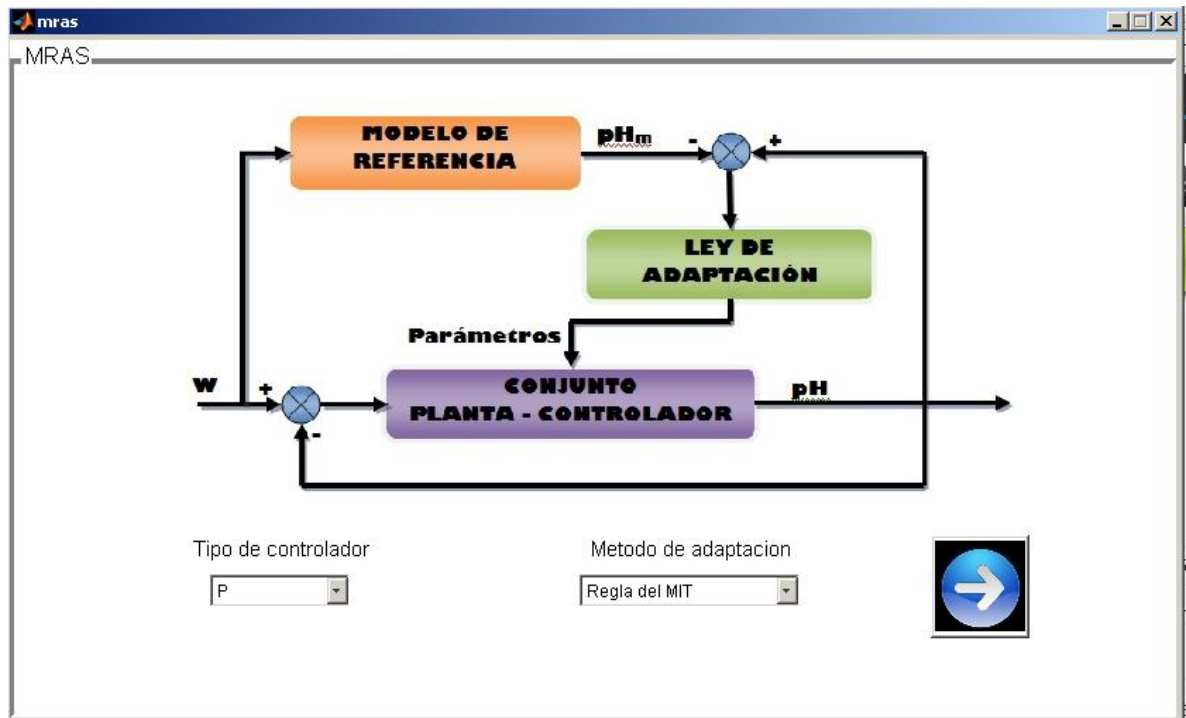 mras
MRAS
MODELO DE
REFERENCIA
pHm
-
+
LEY DE
ADAPTACIÓN
Parámetros
W
+
-
CONJUNTO
PLANTA - CONTROLADOR
pH
Tipo de controlador
Metodo de adaptacion
P
Regla del MIT